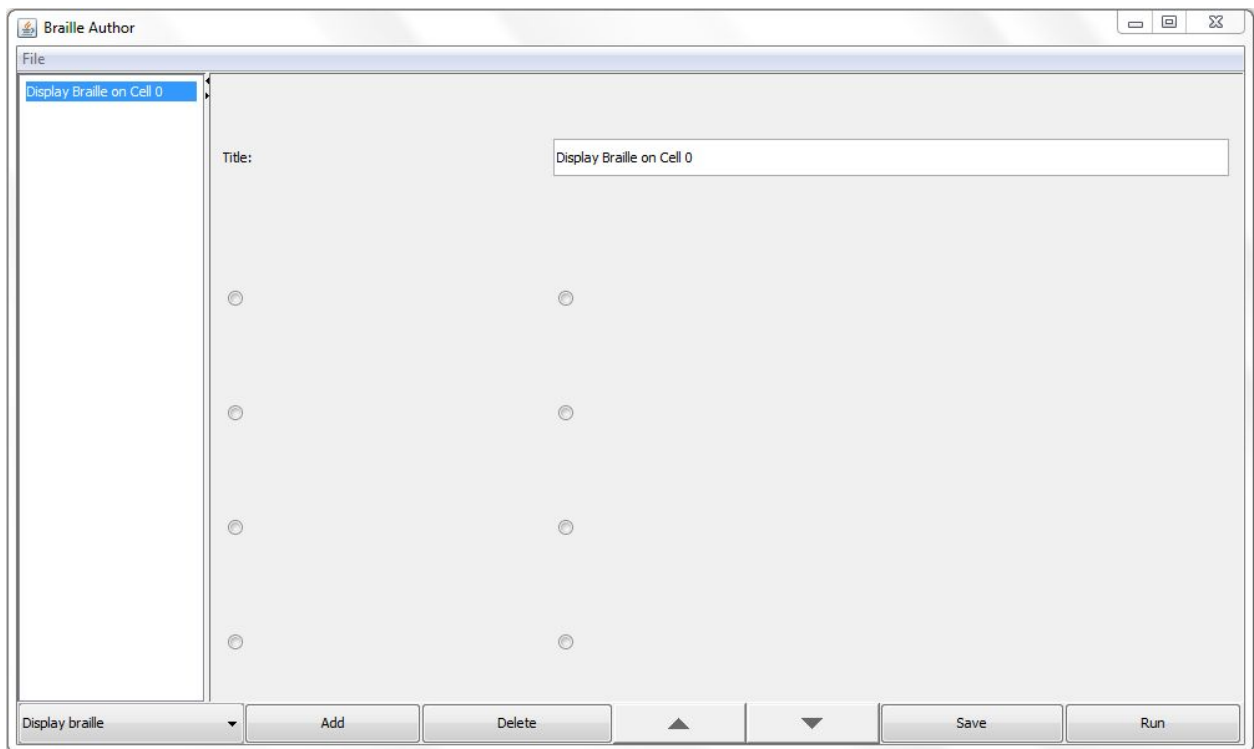 Braille Author
File
Display Braille on Cell 0
Title:
Display Braille on Cell 0
Display braille
Add
Delete
Save
Run